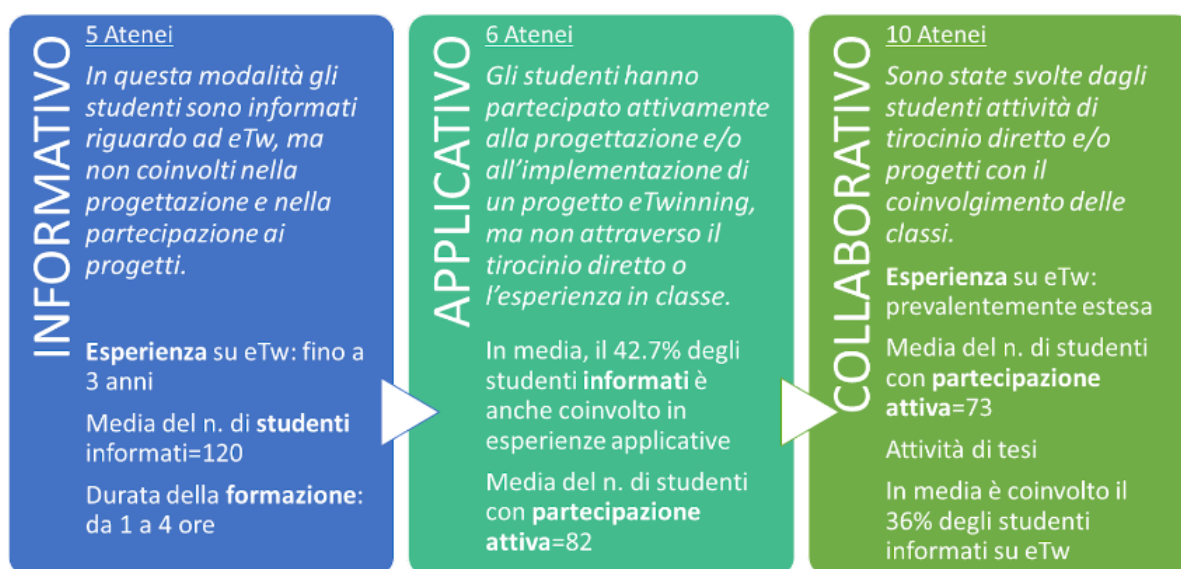 INFORMATIVO
5 Atenei
In questa modalità gli
studenti sono informati
riguardo ad eTw, ma
non coinvolti nella
progettazione e nella
partecipazione ai
progetti.
Esperienza su eTw: fino a
3 anni
Media del n. di studenti
informati=120
Durata della formazione:
da 1 a 4 ore
APPLICATIVO
6 Atenei
Gli studenti hanno
partecipato attivamente
alla progettazione e/o
all’implementazione di
un progetto eTwinning,
ma non attraverso il
tirocinio diretto o
l’esperienza in classe.
In media, il 42.7% degli
studenti informati è
anche coinvolto in
esperienze applicative
Media del n. di studenti
con partecipazione
attiva=82
COLLABORATIVO
10 Atenei
Sono state svolte dagli
studenti attività di
tirocinio diretto e/o
progetti con il
coinvolgimento delle
classi.
Esperienza su eTw:
prevalentemente estesa
Media del n. di studenti
con partecipazione
attiva=73
Attività di tesi
In media è coinvolto il
36% degli studenti
informati su eTw